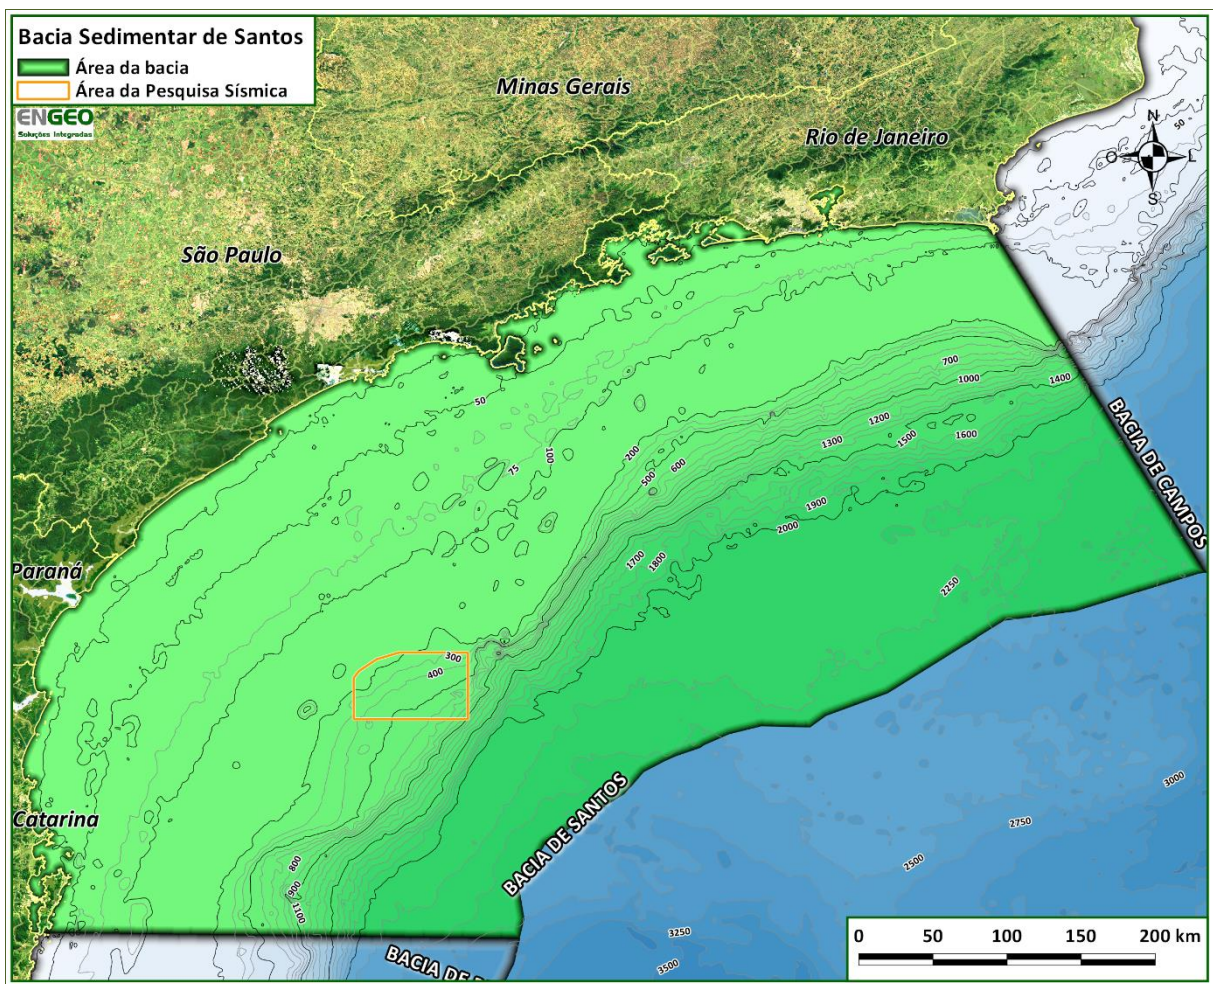 Bacia Sedimentar de Santos
Área da bacia
Área da Pesquisa Sísmica
ENGEO
Soluções Integradas
Minas Gerais
Rio de Janeiro
São Paulo
Paraná
Catarina
N
O
L
S
50
50
75
100
200
500
600
700
1000
1400
1200
1300
1500
1600
1900
2000
1700
1800
2250
300
400
800
900
1100
BACIA DE CAMPOS
BACIA DE SANTOS
BACIA DE
3000
2750
2500
3250
3500
0 50 100 150 200 km